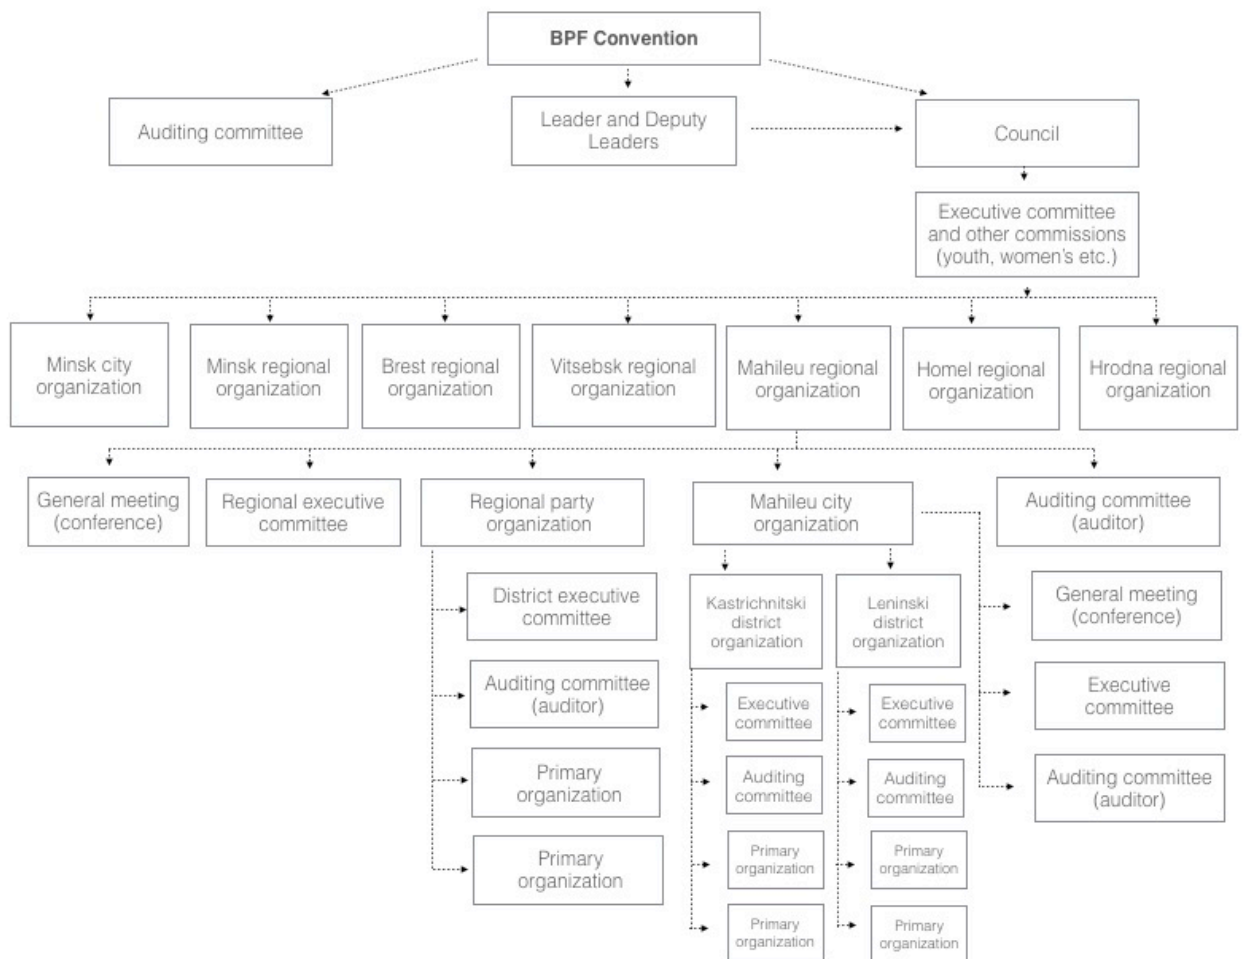 BPF Convention
Auditing committee
Leader and Deputy
Leaders
Council
Executive committee
and other commissions
(youth, women's etc.)
Minsk city
organization
Minsk regional
organization
Brest regional
organization
Vitsebsk regional
organization
Mahileu regional
organization
Homel regional
organization
Hrodna regional
organization
General meeting
(conference)
Regional executive
committee
Regional party
organization
Mahileu city
organization
Auditing committee
(auditor)
District executive
committee
Auditing committee
(auditor)
Primary
organization
Primary
organization
Kastrichnitski
district
organization
Executive
committee
Auditing
committee
Primary
organization
Primary
organization
Leninski
district
organization
Executive
committee
Auditing
committee
Primary
organization
Primary
organization
General meeting
(conference)
Executive
committee
Auditing committee
(auditor)